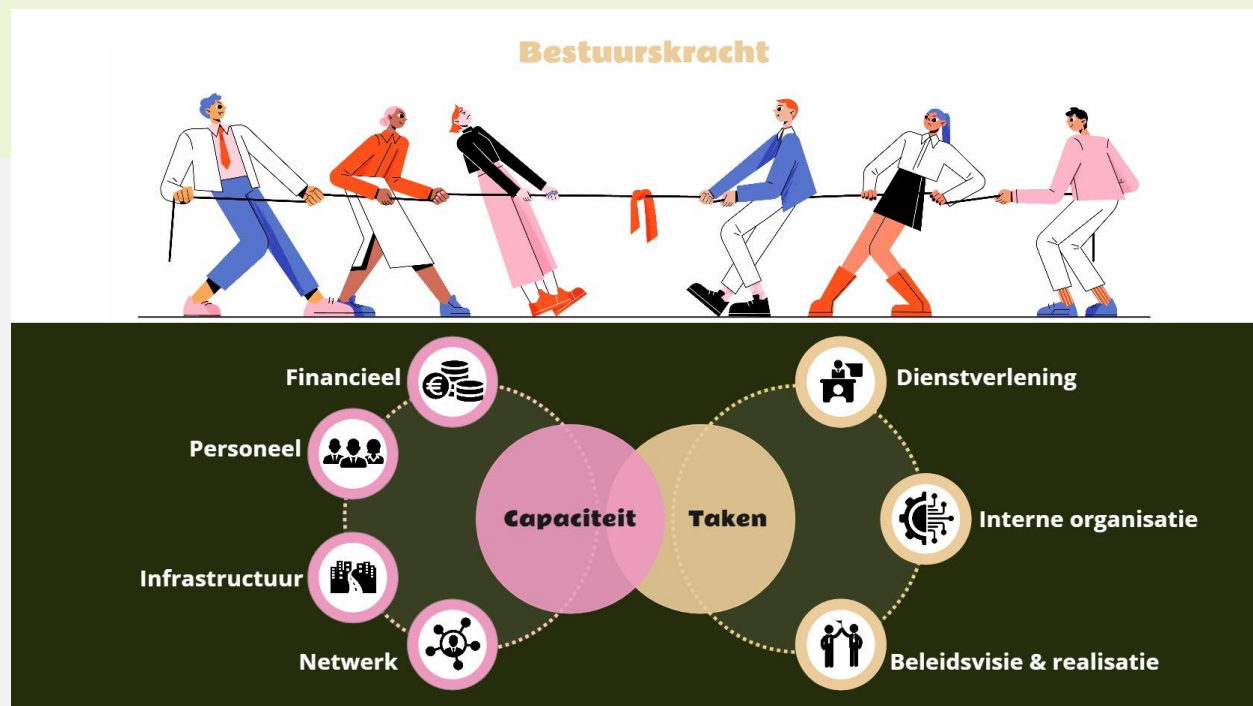 Bestuurskracht
Financieel
Personeel
Infrastructuur
Netwerk
Capaciteit
Taken
Dienstverlening
Interne organisatie
Beleidsvisie & realisatie